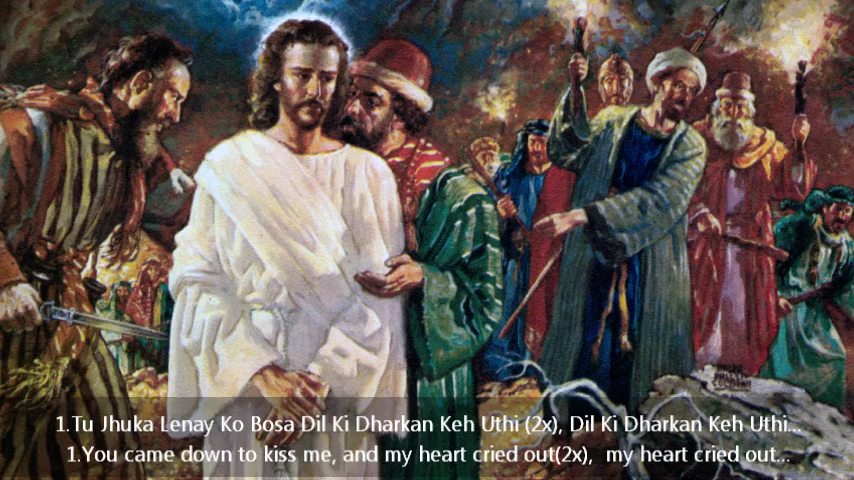 1.Tu Jhuka Lenay Ko Bosa Dil Ki Dharkan Keh Uthi (2x), Dil Ki Dharkan Keh Uthi...
1.You came down to kiss me, and my heart cried out(2x),  my heart cried out...